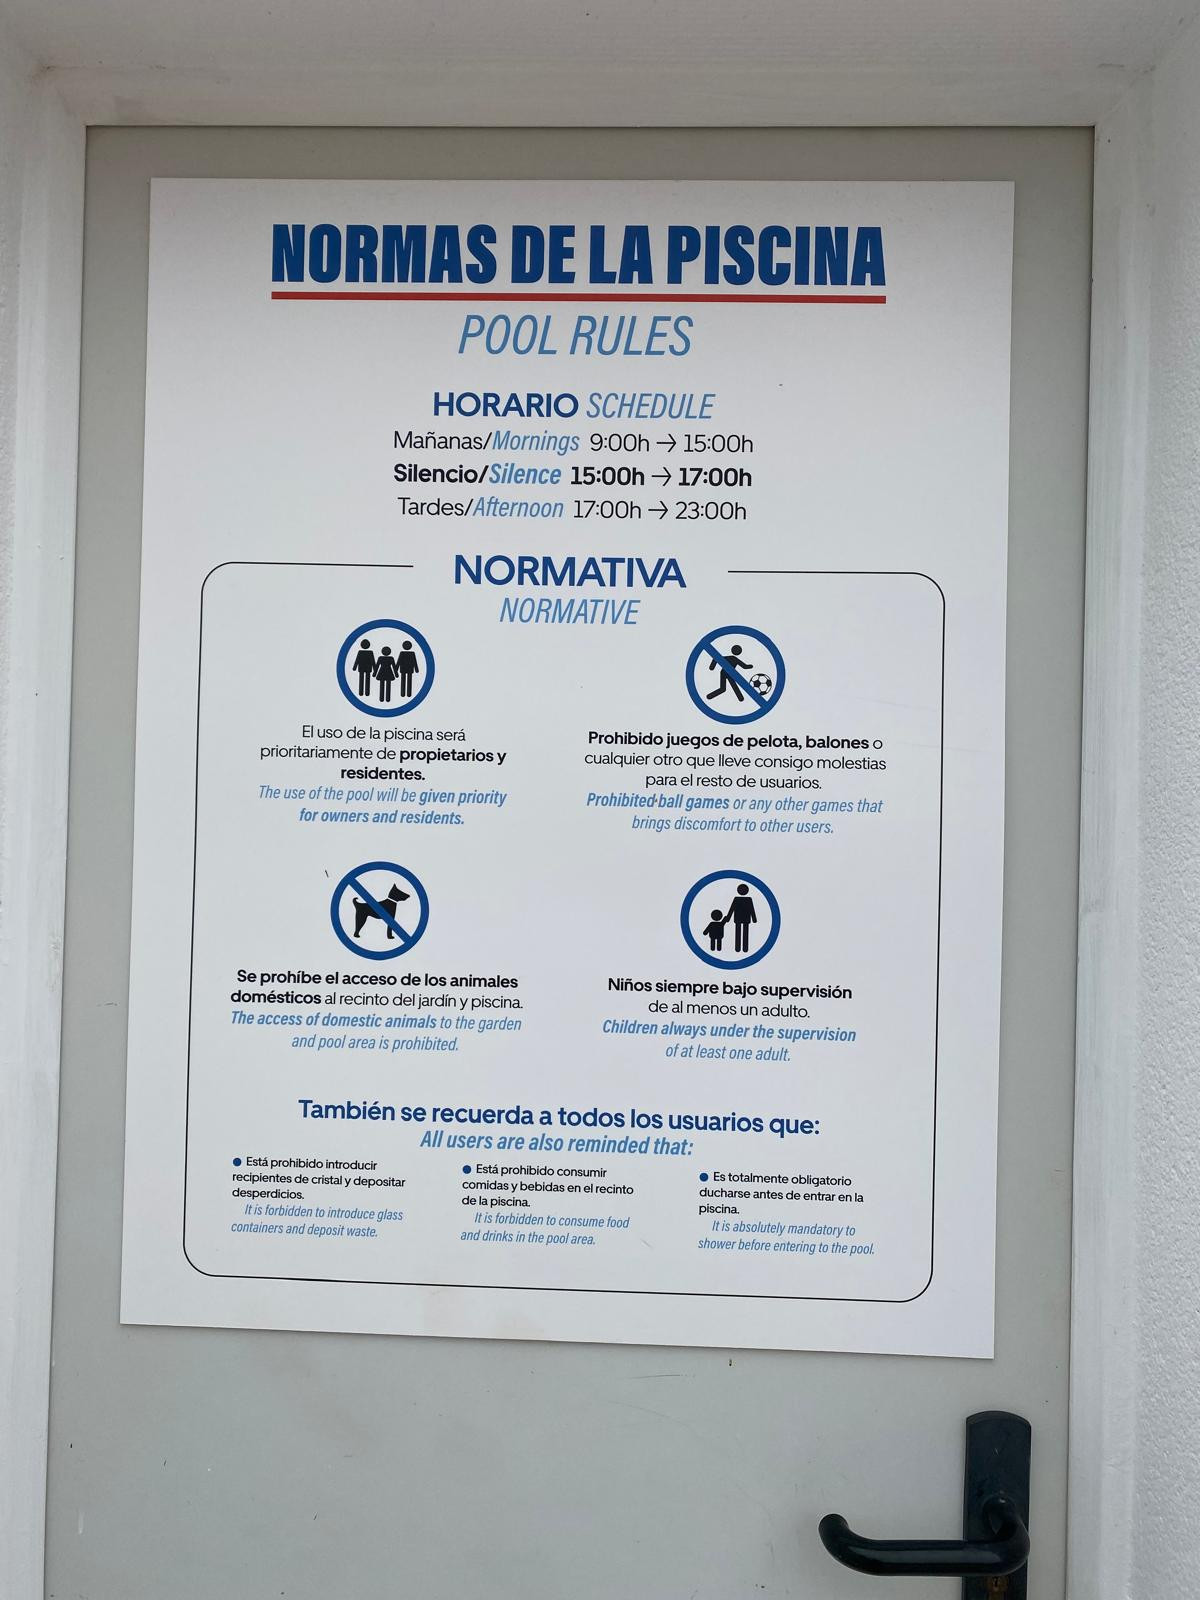 NORMAS DE LA PISCINA
POOL RULES
HORARIO SCHEDULE
Mañanas/Mornings 9:00h → 15:00h
Silencio/Silence 15:00h → 17:00h
Tardes/Afternoon 17:00h → 23:00h
NORMATIVA
NORMATIVE
El uso de la piscina será
prioritariamente de propietarios y
residentes.
The use of the pool will be given priority
for owners and residents.
Prohibido juegos de pelota, balones o
cualquier otro que lleve consigo molestias
para el resto de usuarios.
Prohibited ball games or any other games that
brings discomfort to other users.
Se prohíbe el acceso de los animales
domésticos al recinto del jardín y piscina.
The access of domestic animals to the garden
and pool area is prohibited.
Niños siempre bajo supervisión
de al menos un adulto.
Children always under the supervision
of at least one adult.
También se recuerda a todos los usuarios que:
All users are also reminded that:
● Está prohibido introducir
recipientes de cristal y depositar
desperdicios.
It is forbidden to introduce glass
containers and deposit waste.
● Está prohibido consumir
comidas y bebidas en el recinto
de la piscina.
It is forbidden to consume food
and drinks in the pool area.
● Es totalmente obligatorio
ducharse antes de entrar en la
piscina.
It is absolutely mandatory to
shower before entering to the pool.